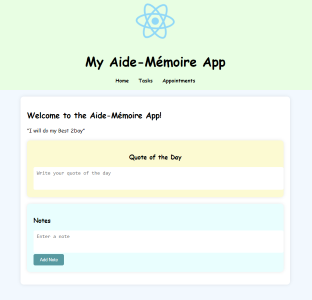 My Aide-Mémoire App
Home Tasks Appointments
Welcome to the Aide-Mémoire App!
"I will do my Best 2Day"
Quote of the Day
Write your quote of the day
Notes
Enter a note
Add Note